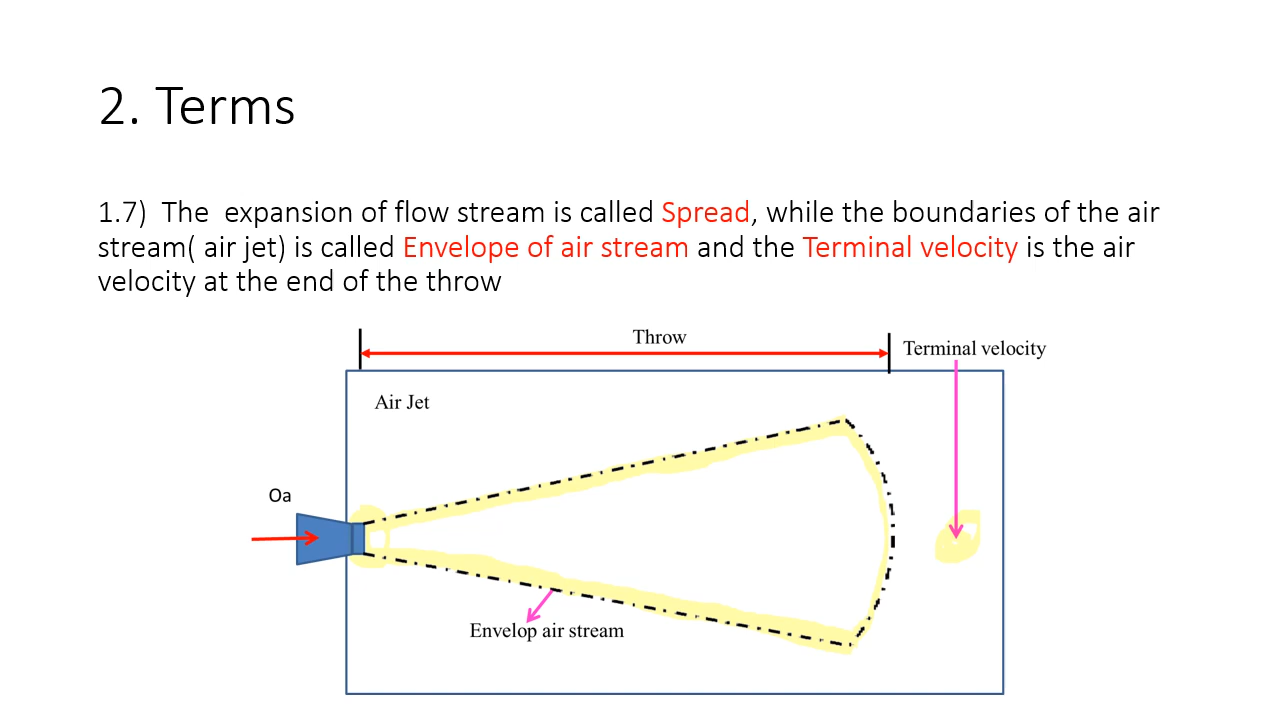 2. Terms
1.7)  The  expansion of flow stream is called Spread, while the boundaries of the air
stream( air jet) is called Envelope of air stream and the Terminal velocity is the air
velocity at the end of the throw
Throw
Terminal velocity
Air Jet
Oa
Envelop air stream